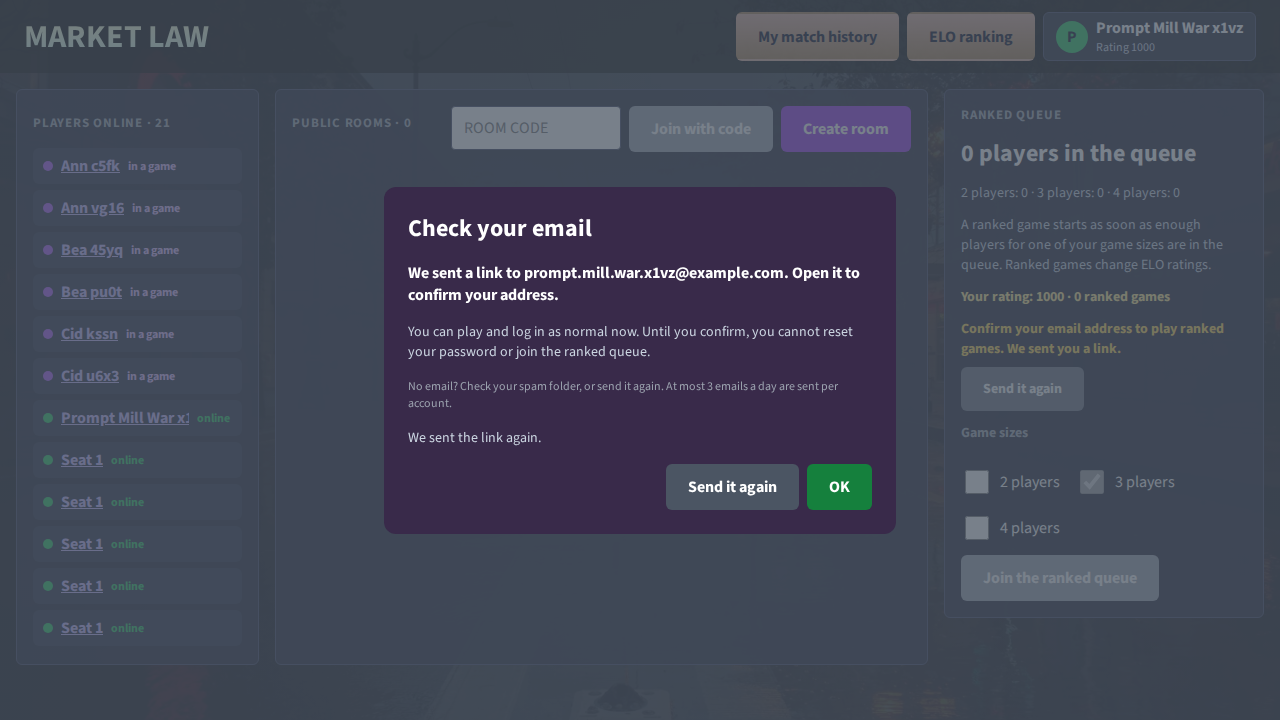 MARKET LAW
My match history
ELO ranking
P
Prompt Mill War x1vz
Rating 1000
PLAYERS ONLINE · 21
Ann c5fk in a game
Ann vg16 in a game
Bea 45yq in a game
Bea pu0t in a game
Cid kssn in a game
Cid u6x3 in a game
Prompt Mill War x1 online
Seat 1 online
Seat 1 online
Seat 1 online
Seat 1 online
Seat 1 online
PUBLIC ROOMS · 0
ROOM CODE
Join with code
Create room
Check your email
We sent a link to prompt.mill.war.x1vz@example.com. Open it to
confirm your address.
You can play and log in as normal now. Until you confirm, you cannot reset
your password or join the ranked queue.
No email? Check your spam folder, or send it again. At most 3 emails a day are sent per
account.
We sent the link again.
Send it again
OK
RANKED QUEUE
0 players in the queue
2 players: 0 · 3 players: 0 · 4 players: 0
A ranked game starts as soon as enough
players for one of your game sizes are in the
queue. Ranked games change ELO ratings.
Your rating: 1000 · 0 ranked games
Confirm your email address to play ranked
games. We sent you a link.
Send it again
Game sizes
2 players
3 players
4 players
Join the ranked queue